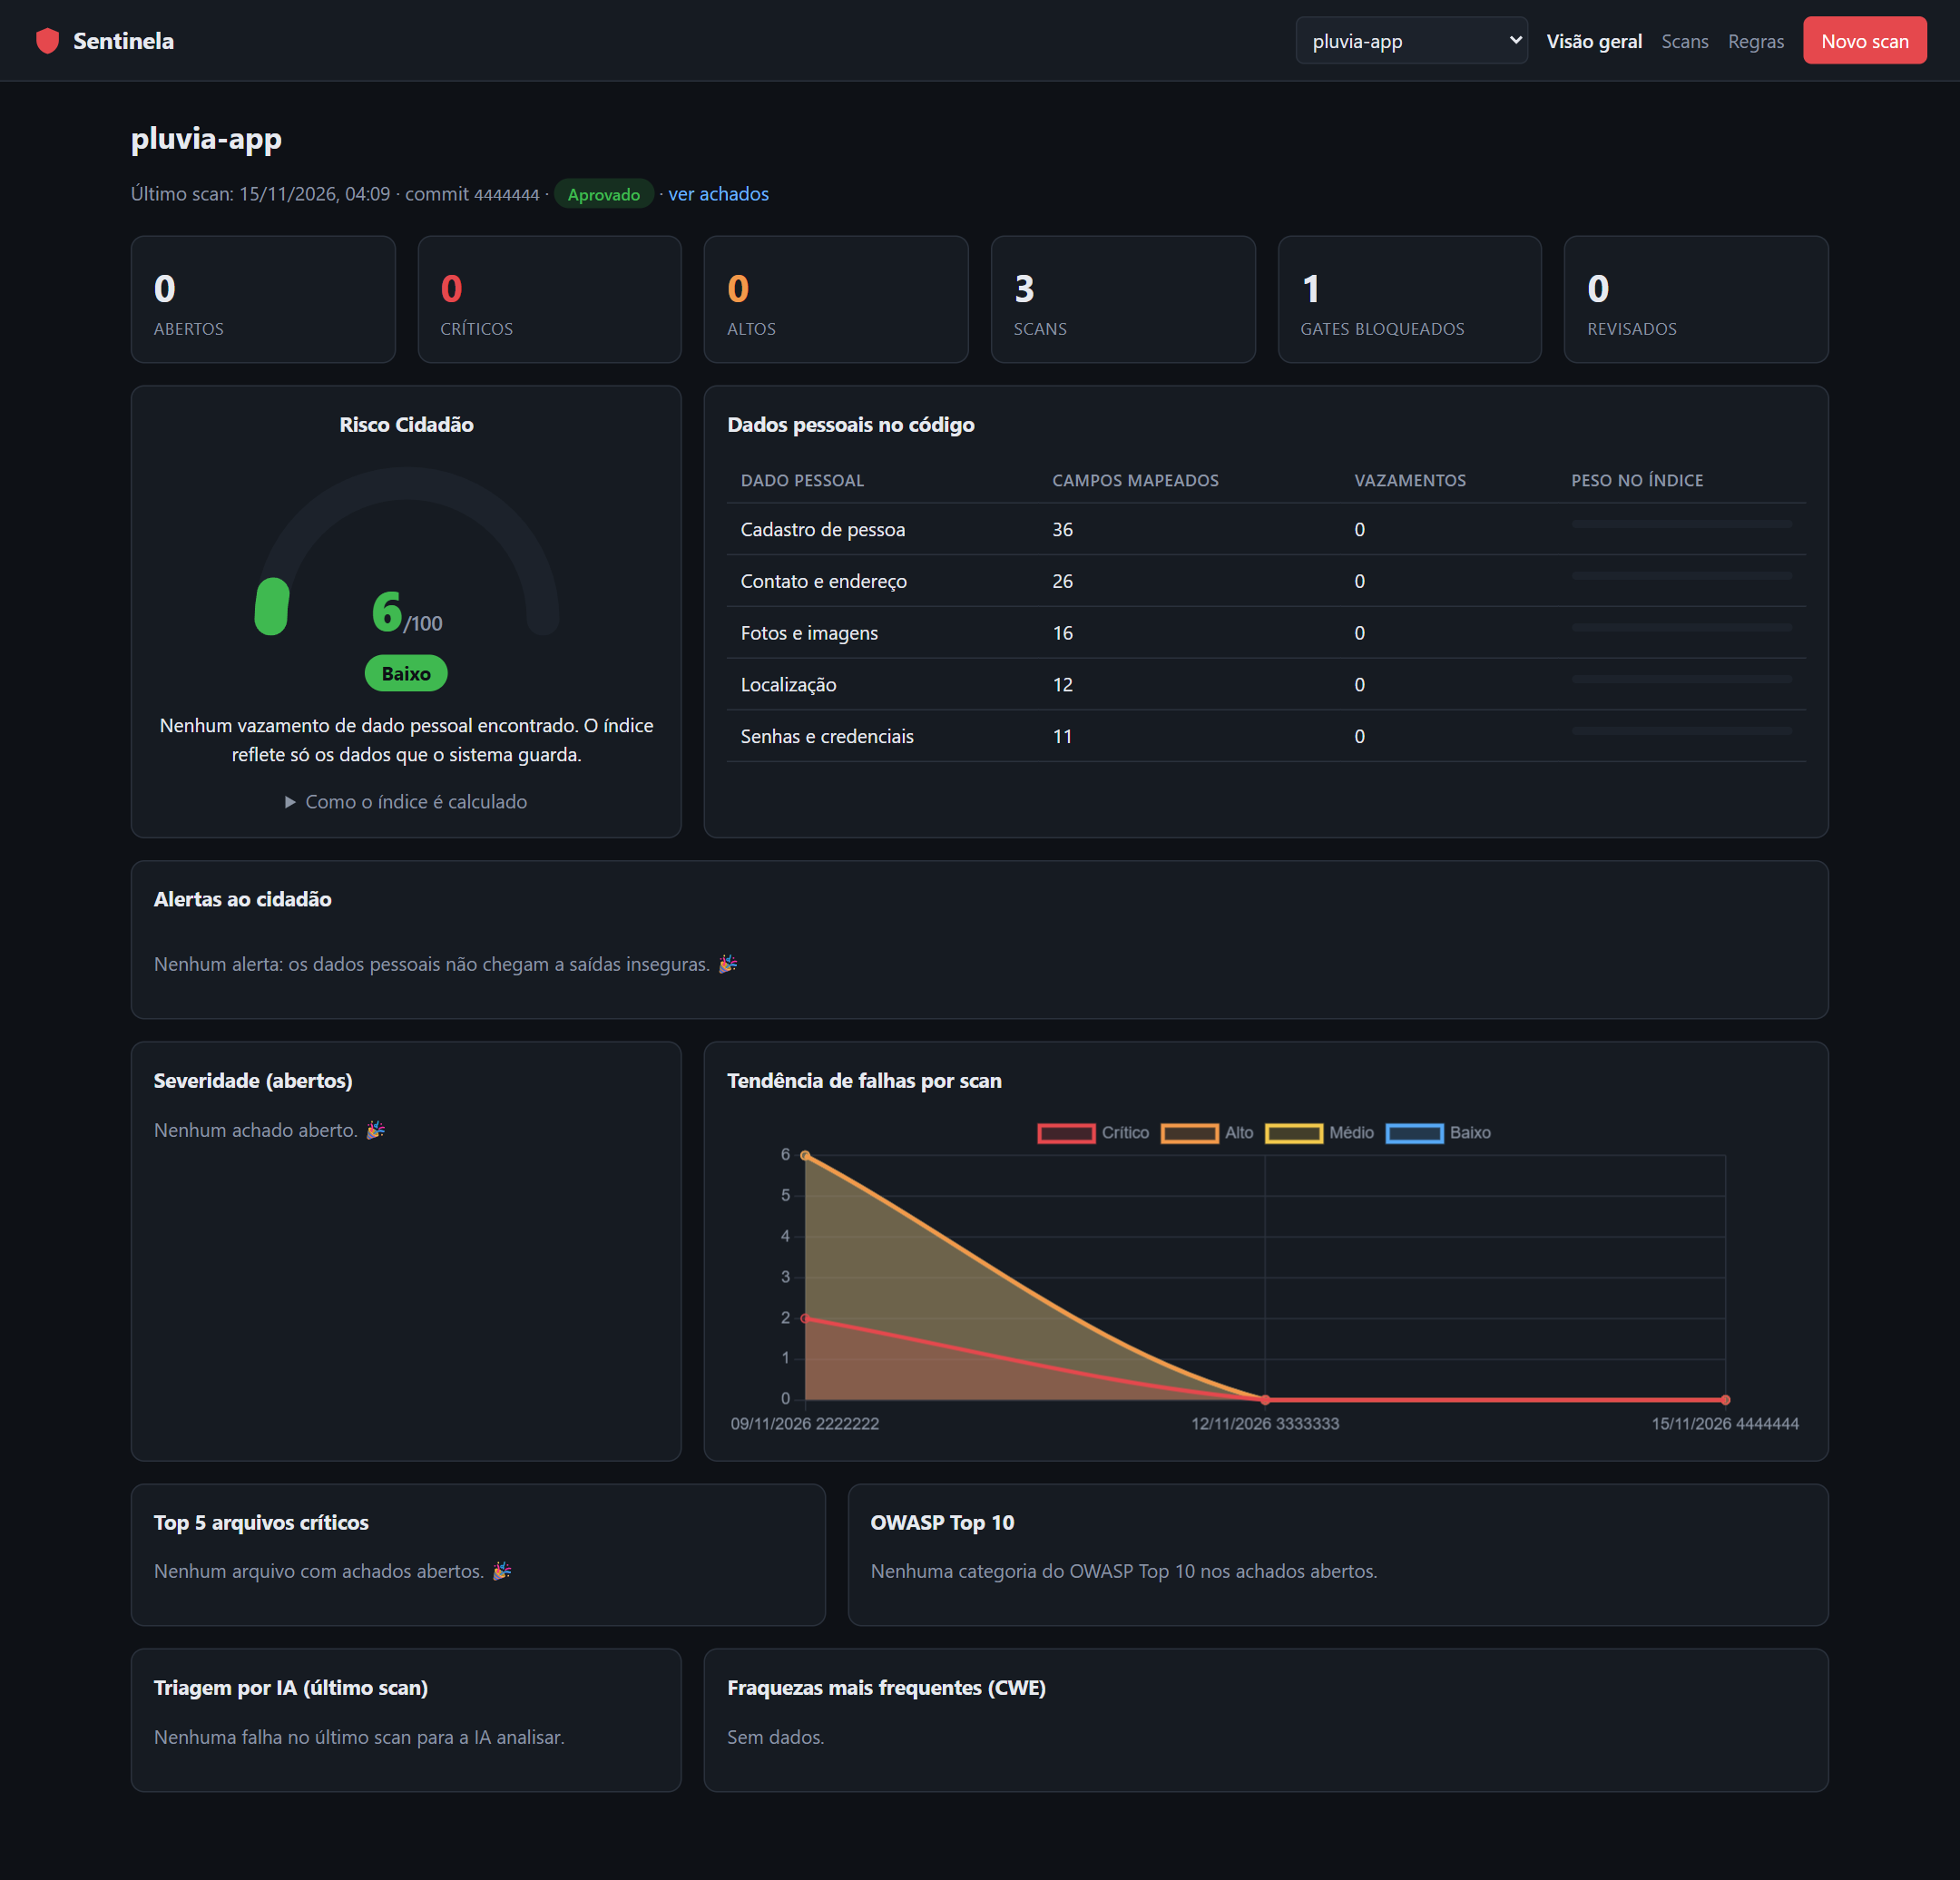 Sentinela
pluvia-app
Visão geral
Scans
Regras
Novo scan
pluvia-app
Último scan: 15/11/2026, 04:09 · commit 4444444 · Aprovado · ver achados
0
ABERTOS
0
CRÍTICOS
0
ALTOS
3
SCANS
1
GATES BLOQUEADOS
0
REVISADOS
Risco Cidadão
6/100
Baixo
Nenhum vazamento de dado pessoal encontrado. O índice
reflete só os dados que o sistema guarda.
▶ Como o índice é calculado
Dados pessoais no código
DADO PESSOAL CAMPOS MAPEADOS VAZAMENTOS PESO NO ÍNDICE
Cadastro de pessoa 36 0
Contato e endereço 26 0
Fotos e imagens 16 0
Localização 12 0
Senhas e credenciais 11 0
Alertas ao cidadão
Nenhum alerta: os dados pessoais não chegam a saídas inseguras. 🎉
Severidade (abertos)
Nenhum achado aberto. 🎉
Tendência de falhas por scan
Crítico Alto Médio Baixo
6
5
4
3
2
1
0
09/11/2026 2222222 12/11/2026 3333333 15/11/2026 4444444
Top 5 arquivos críticos
Nenhum arquivo com achados abertos. 🎉
OWASP Top 10
Nenhuma categoria do OWASP Top 10 nos achados abertos.
Triagem por IA (último scan)
Nenhuma falha no último scan para a IA analisar.
Fraquezas mais frequentes (CWE)
Sem dados.